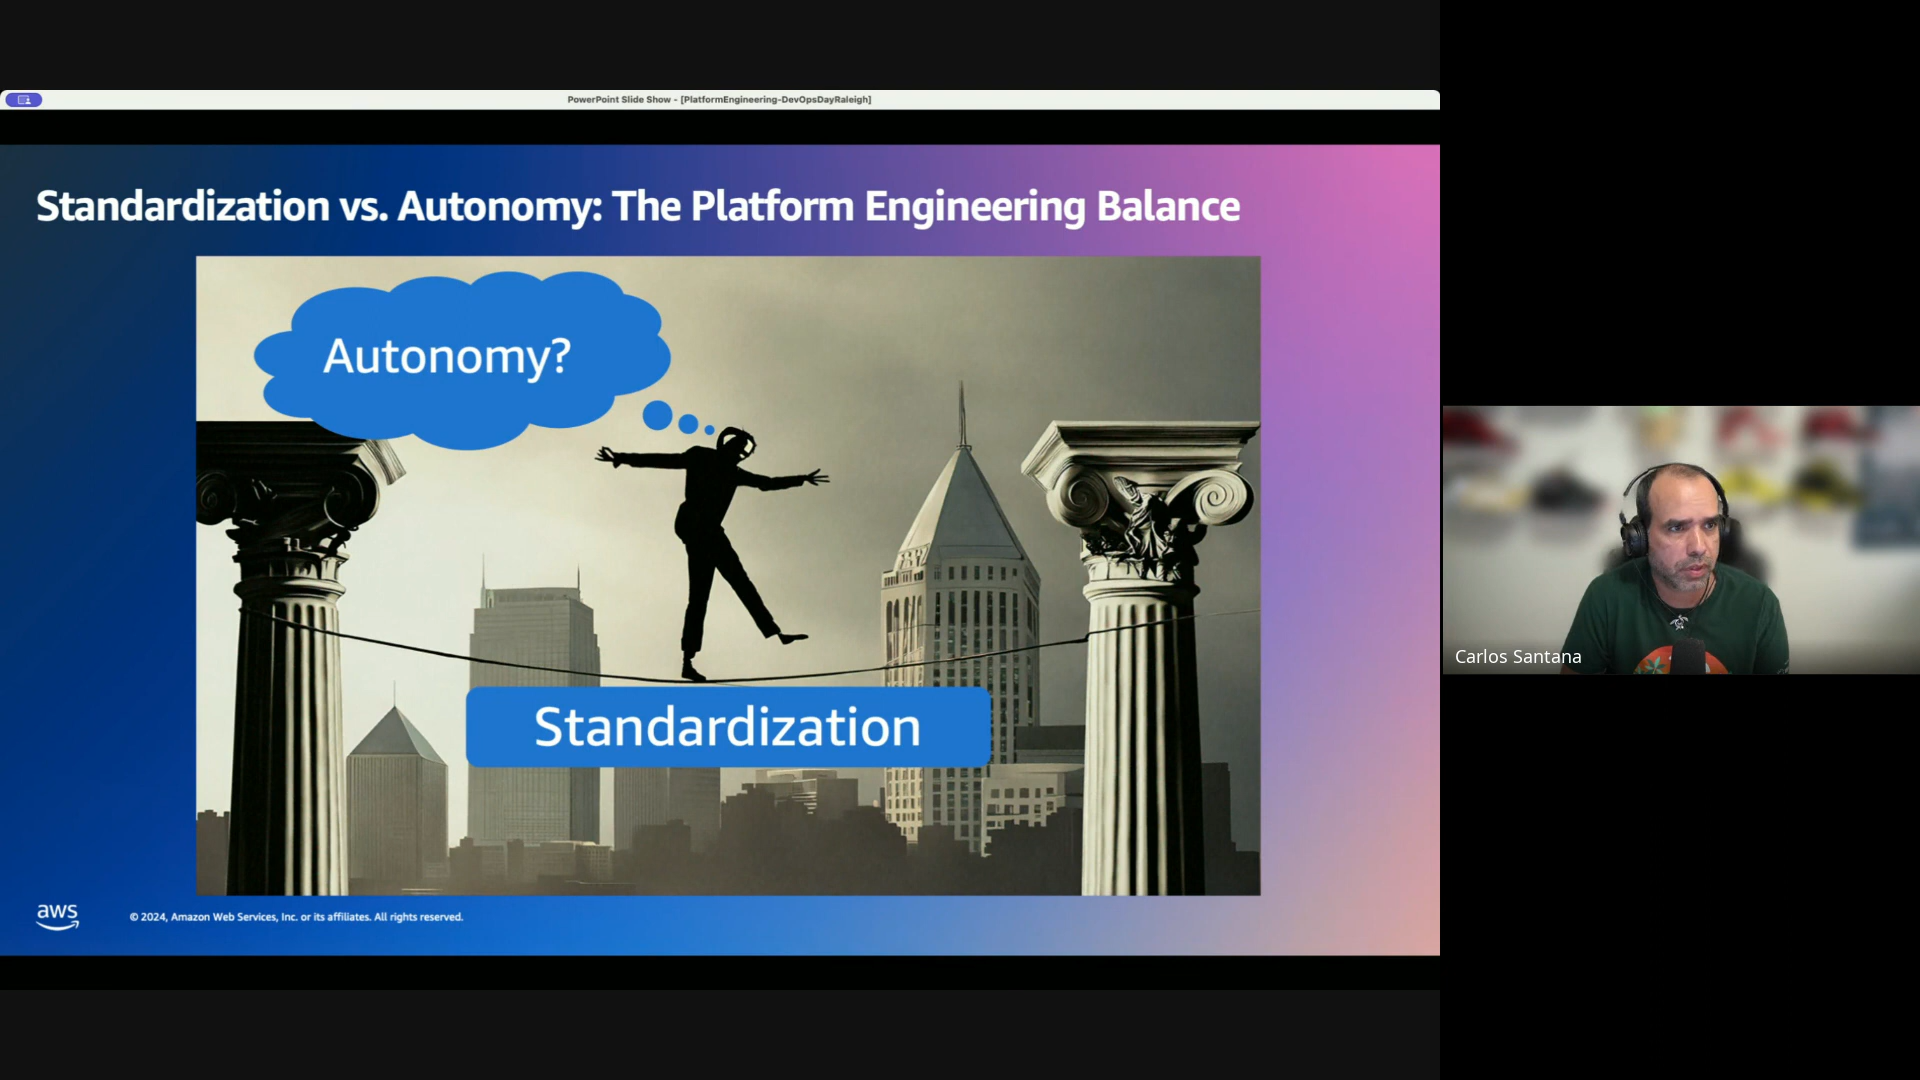 PowerPoint Slide Show - [PlatformEngineering-DevOpsDayRaleigh]
Standardization vs. Autonomy: The Platform Engineering Balance
Autonomy?
Standardization
aws
© 2024, Amazon Web Services, Inc. or its affiliates. All rights reserved.
Carlos Santana